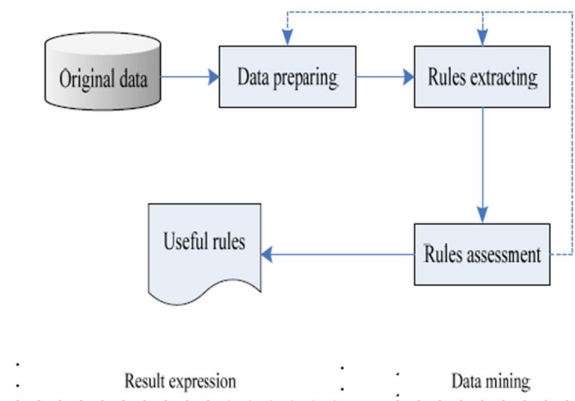 Original data
Data preparing
Rules extracting
Useful rules
Rules assessment
Result expression
Data mining